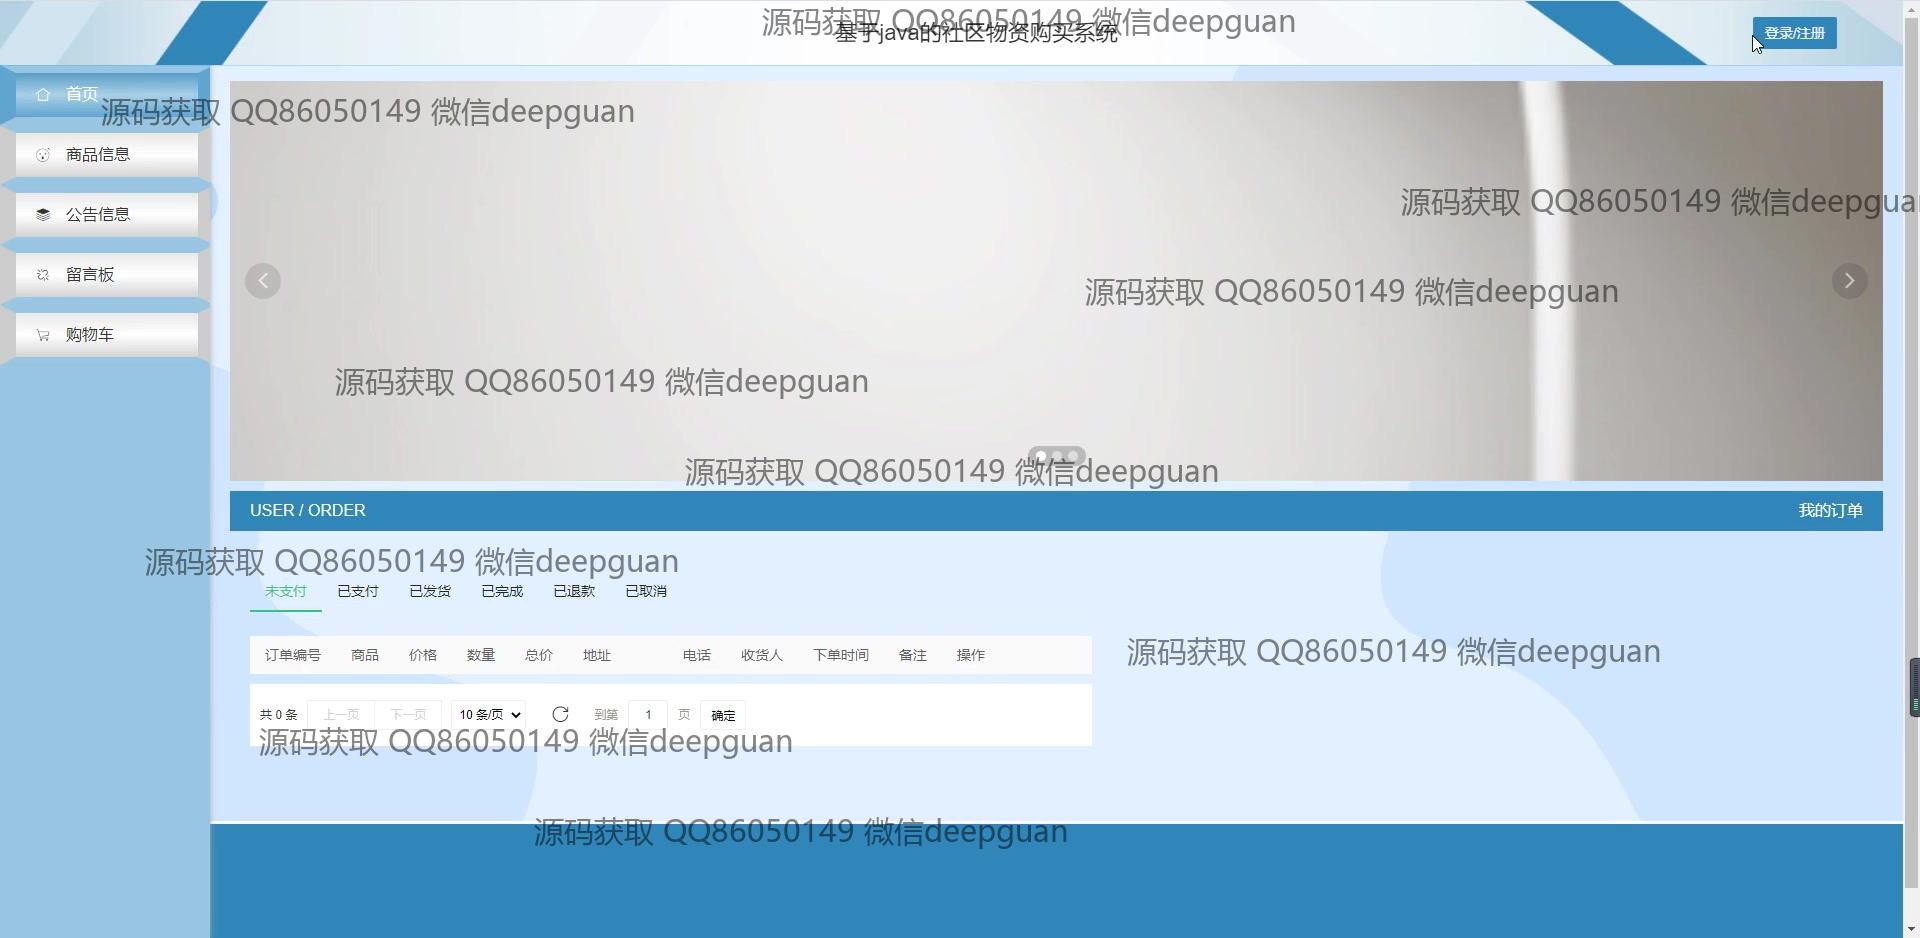 源码获取 QQ86050149 微信deepguan
基于java的社区物资购买系统
登录/注册
首页
源码获取 QQ86050149 微信deepguan
商品信息
源码获取 QQ86050149 微信deepgua
公告信息
留言板
源码获取 QQ86050149 微信deepguan
购物车
源码获取 QQ86050149 微信deepguan
源码获取 QQ86050149 微信deepguan
USER / ORDER 我的订单
源码获取 QQ86050149 微信deepguan
未支付 已支付 已发货 已完成 已退款 已取消
订单编号 商品 价格 数量 总价 地址 电话 收货人 下单时间 备注 操作
源码获取 QQ86050149 微信deepguan
共 0 条 上一页 下一页 10 条/页 到第 1 页 确定
源码获取 QQ86050149 微信deepguan
源码获取 QQ86050149 微信deepguan